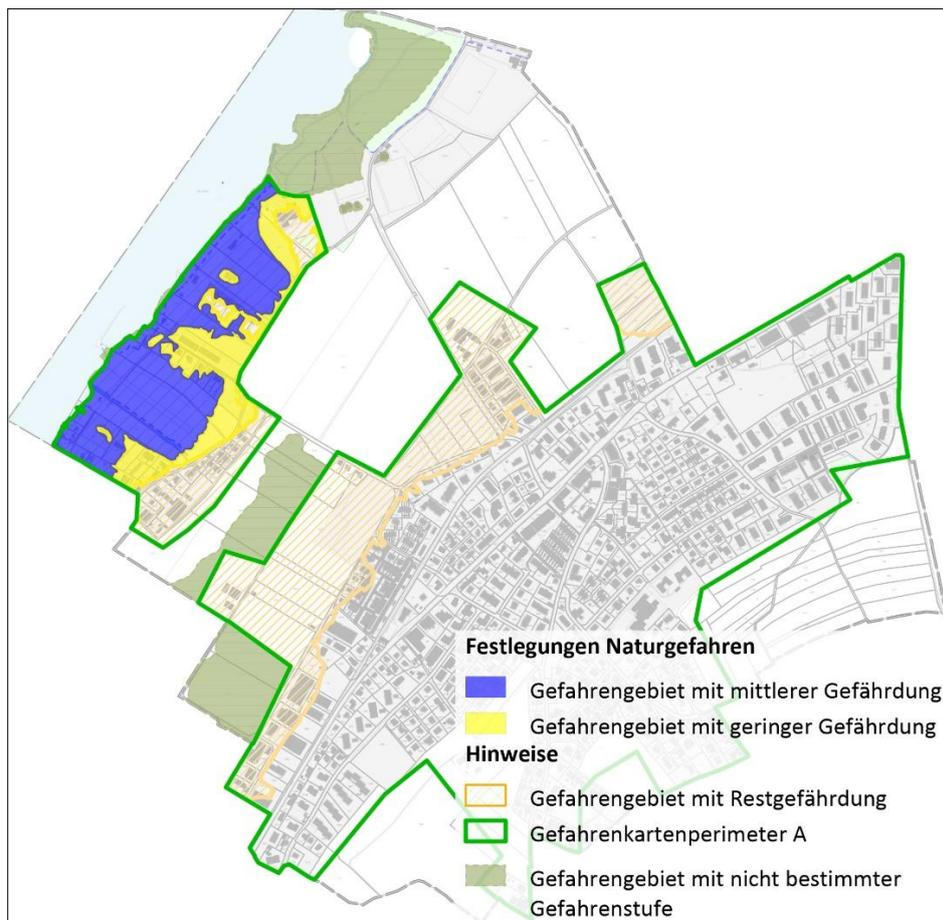 Festlegungen Naturgefahren
Gefahrengebiet mit mittlerer Gefährdung
Gefahrengebiet mit geringer Gefährdung
Hinweise
Gefahrengebiet mit Restgefährdung
Gefahrenkartenperimeter A
Gefahrengebiet mit nicht bestimmter
Gefahrenstufe